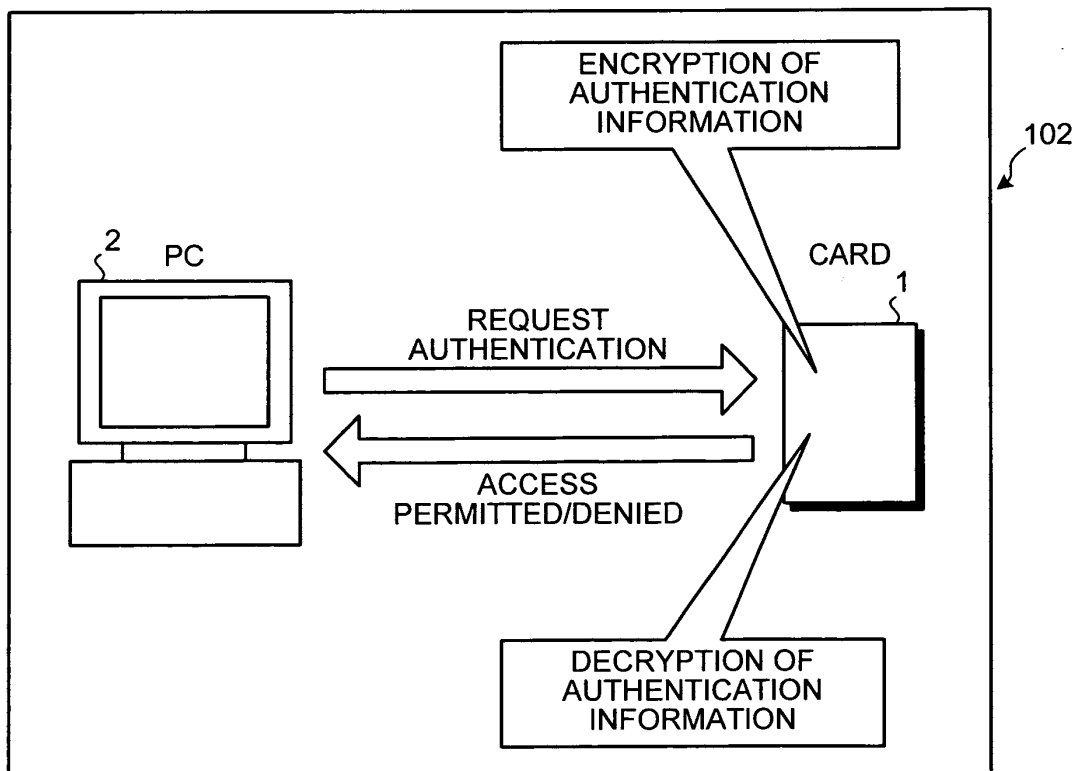 ENCRYPTION OF
AUTHENTICATION
INFORMATION
102
2
PC
CARD
1
REQUEST
AUTHENTICATION
ACCESS
PERMITTED/DENIED
DECRYPTION OF
AUTHENTICATION
INFORMATION